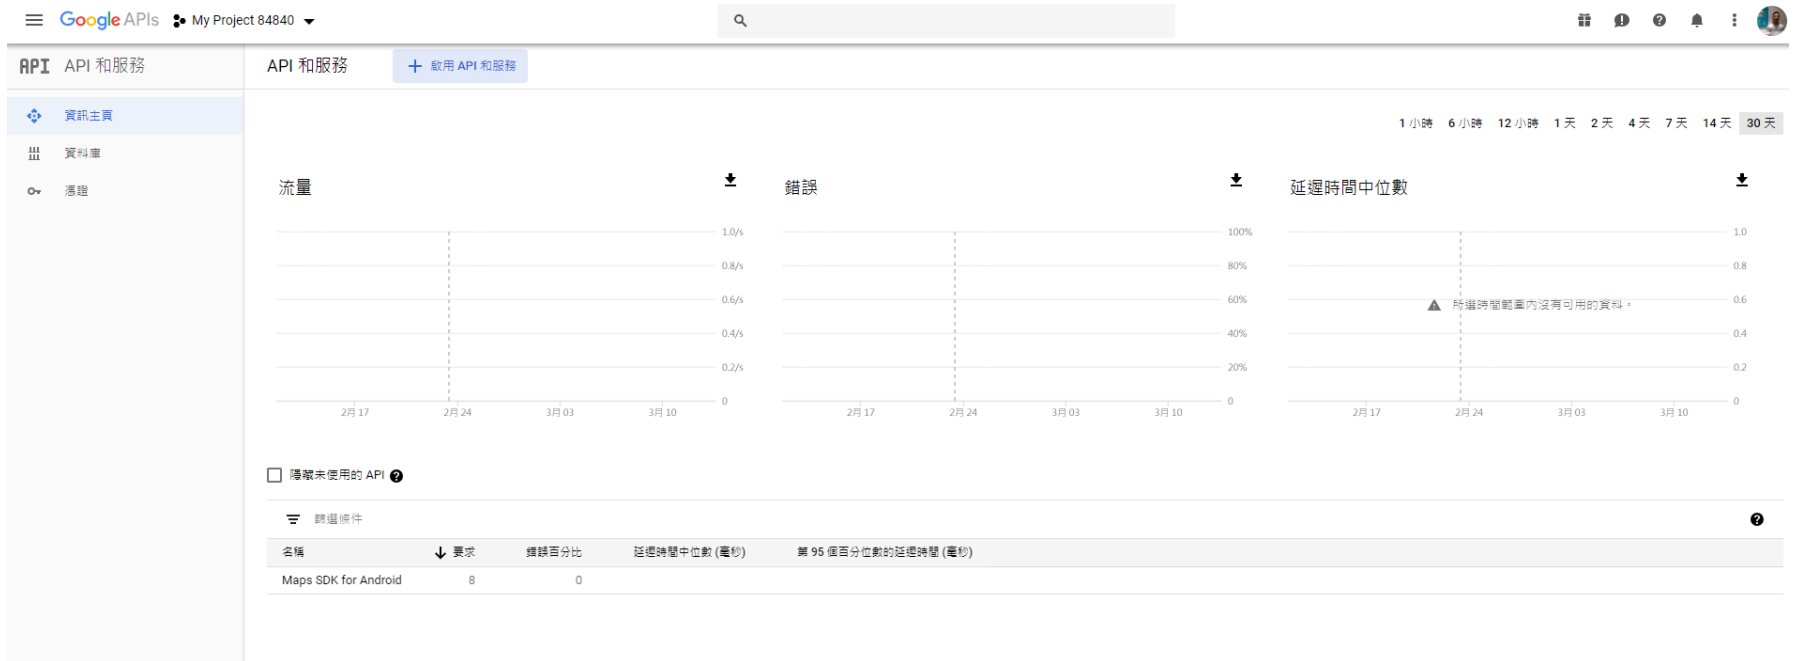 Google APIs My Project 84840
API API 和服務
API 和服務 + 啟用 API 和服務
資訊主頁
資料庫
憑證
1 小時 6 小時 12 小時 1 天 2 天 4 天 7 天 14 天 30 天
流量
1.0/s
0.8/s
0.6/s
0.4/s
0.2/s
0
2月 17 2月 24 3月 03 3月 10
錯誤
100%
80%
60%
40%
20%
0
2月 17 2月 24 3月 03 3月 10
延遲時間中位數
1.0
0.8
0.6
所選時間範圍內沒有可用的資料。
0.4
0.2
0
2月 17 2月 24 3月 03 3月 10
隱藏未使用的 API
篩選條件
名稱 要求 錯誤百分比 延遲時間中位數 (毫秒) 第 95 個百分位數的延遲時間 (毫秒)
Maps SDK for Android 8 0